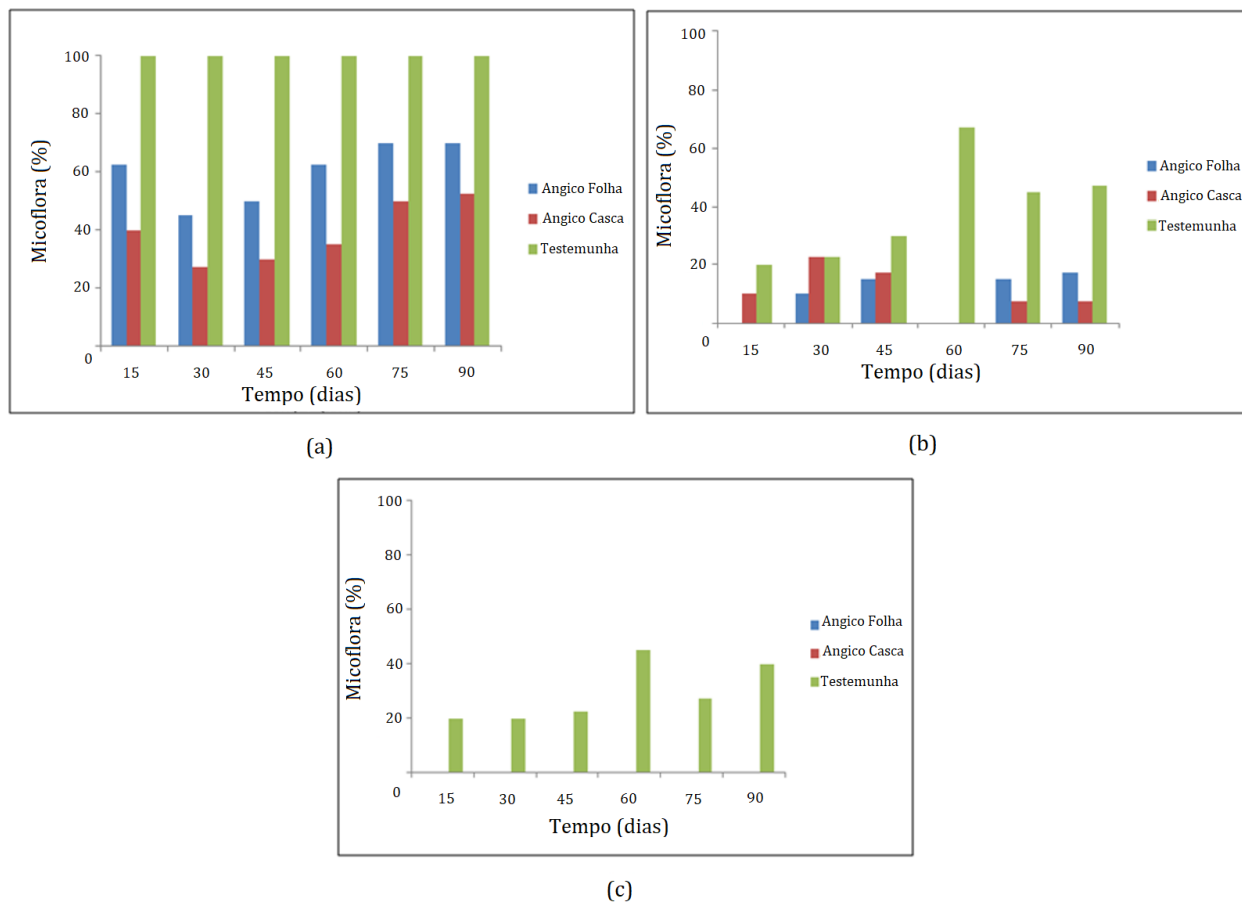 100
80
60
40
20
0
Micoflora (%)
15 30 45 60 75 90
Tempo (dias)
Angico Folha
Angico Casca
Testemunha
(a)
100
80
60
40
20
0
Micoflora (%)
15 30 45 60 75 90
Tempo (dias)
Angico Folha
Angico Casca
Testemunha
(b)
100
80
60
40
20
0
Micoflora (%)
15 30 45 60 75 90
Tempo (dias)
Angico Folha
Angico Casca
Testemunha
(c)